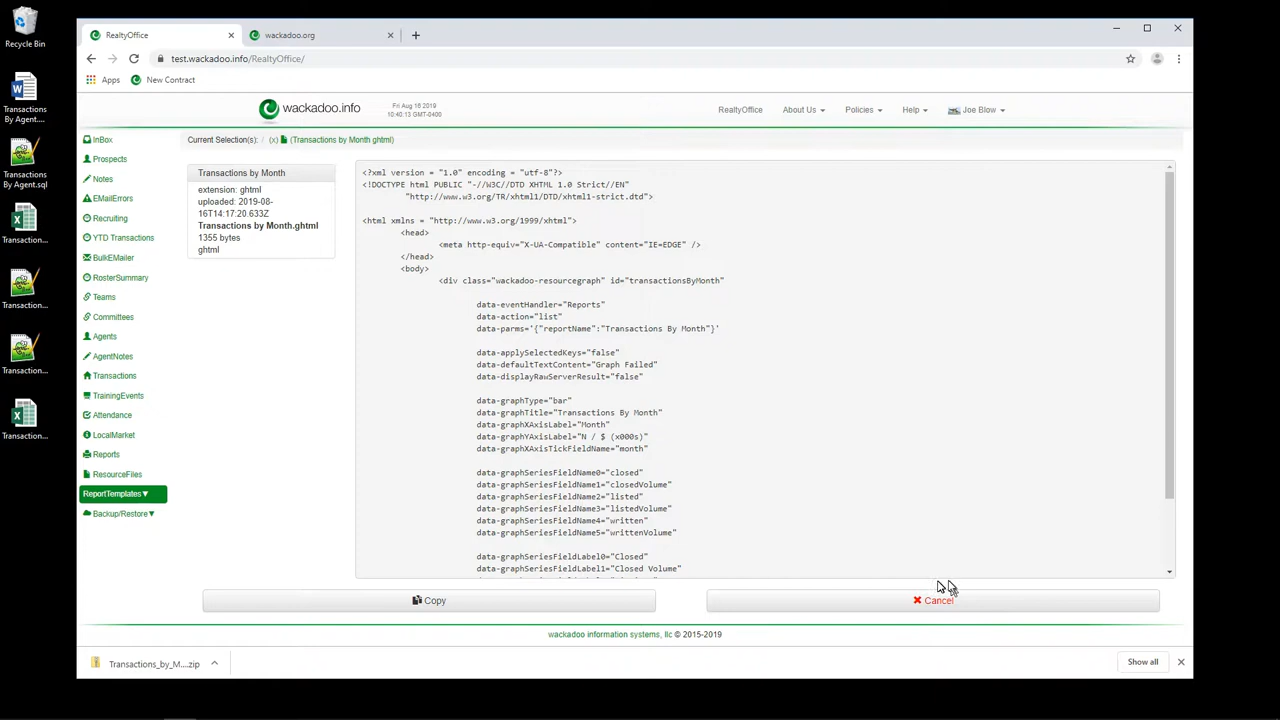 Recycle Bin
Transactions
By Agent....
Transactions
By Agent.sql
Transaction...
Transaction...
Transaction...
Transaction...
RealtyOffice
wackadoo.org
test.wackadoo.info/RealtyOffice/
Apps
New Contract
wackadoo.info
Fri Aug 16 2019
10:40:13 GMT-0400
RealtyOffice
About Us
Policies
Help
Joe Blow
InBox
Prospects
Notes
EMailErrors
Recruiting
YTD Transactions
BulkEMailer
RosterSummary
Teams
Committees
Agents
AgentNotes
Transactions
TrainingEvents
Attendance
LocalMarket
Reports
ResourceFiles
ReportTemplates▼
Backup/Restore▼
Current Selection(s): / (x) (Transactions by Month ghtml)
Transactions by Month
extension: ghtml
uploaded: 2019-08-
16T14:17:20.633Z
Transactions by Month.ghtml
1355 bytes
ghtml
<?xml version = "1.0" encoding = "utf-8"?>
<!DOCTYPE html PUBLIC "-//W3C//DTD XHTML 1.0 Strict//EN"
"http://www.w3.org/TR/xhtml1/DTD/xhtml1-strict.dtd">
<html xmlns = "http://www.w3.org/1999/xhtml">
<head>
<meta http-equiv="X-UA-Compatible" content="IE=EDGE" />
</head>
<body>
<div class="wackadoo-resourcegraph" id="transactionsByMonth"
data-eventHandler="Reports"
data-action="list"
data-parms='{"reportName":"Transactions By Month"}'
data-applySelectedKeys="false"
data-defaultTextContent="Graph Failed"
data-displayRawServerResult="false"
data-graphType="bar"
data-graphTitle="Transactions By Month"
data-graphXAxisLabel="Month"
data-graphYAxisLabel="N / $ (x000s)"
data-graphXAxisTickFieldName="month"
data-graphSeriesFieldName0="closed"
data-graphSeriesFieldName1="closedVolume"
data-graphSeriesFieldName2="listed"
data-graphSeriesFieldName3="listedVolume"
data-graphSeriesFieldName4="written"
data-graphSeriesFieldName5="writtenVolume"
data-graphSeriesFieldLabel0="Closed"
data-graphSeriesFieldLabel1="Closed Volume"
Copy
Cancel
wackadoo information systems, llc © 2015-2019
Transactions_by_M....zip
Show all